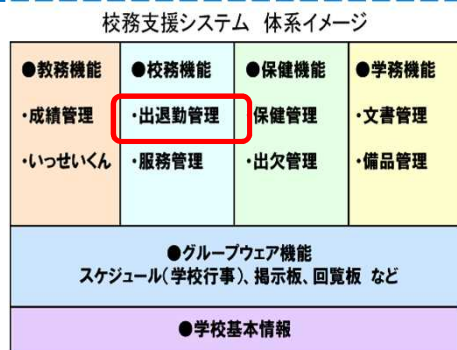 校務支援システム 体系イメージ
●教務機能
・成績管理
・いっせいくん
●校務機能
・出退勤管理
・服務管理
●保健機能
保健管理
・出欠管理
●学務機能
・文書管理
・備品管理
●グループウェア機能
スケジュール(学校行事)、掲示板、回覧板 など
●学校基本情報